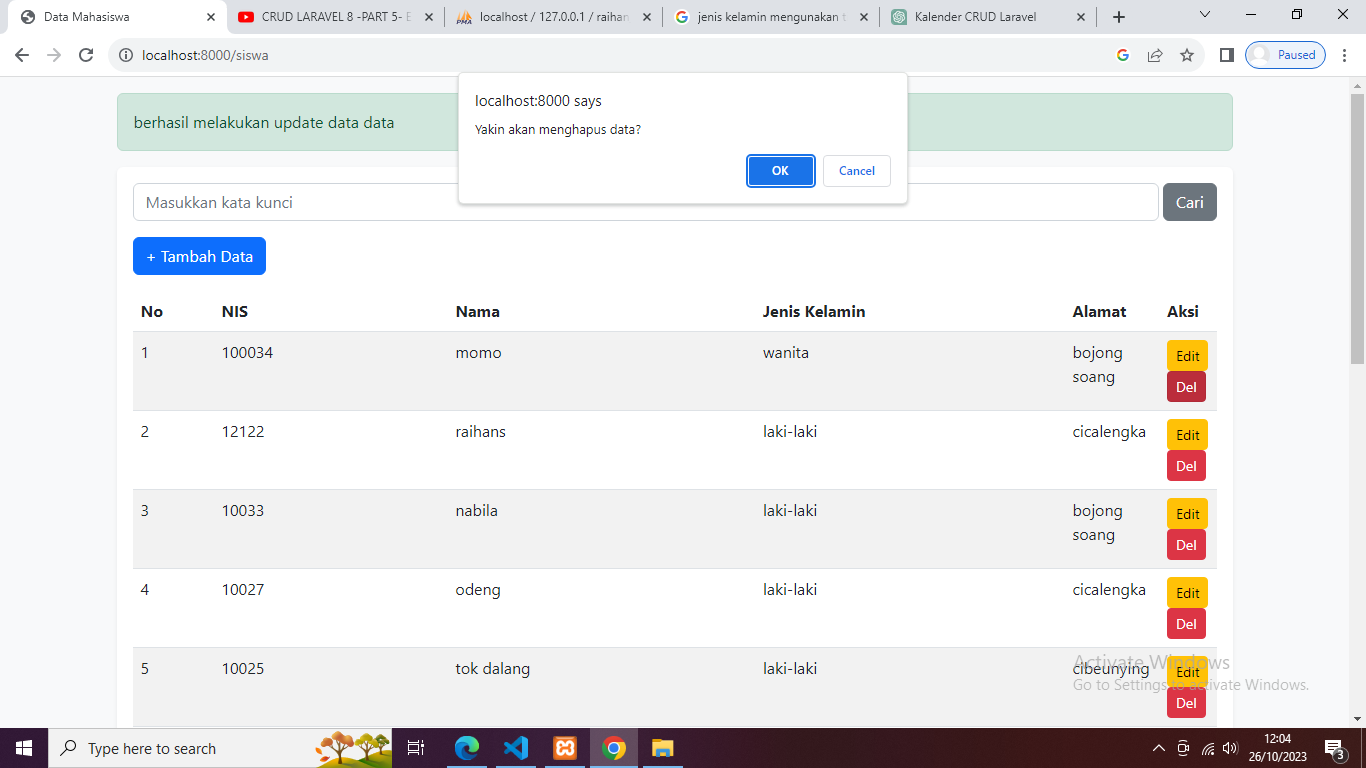 Data Mahasiswa
CRUD LARAVEL 8 -PART 5-
localhost / 127.0.0.1 / raihan
jenis kelamin mengunakan
Kalender CRUD Laravel
localhost:8000/siswa
Paused
localhost:8000 says
Yakin akan menghapus data?
OK
Cancel
berhasil melakukan update data data
Masukkan kata kunci
Cari
+ Tambah Data
No NIS Nama Jenis Kelamin Alamat Aksi
1 100034 momo wanita bojong soang Edit
Del
2 12122 raihans laki-laki cicalengka Edit
Del
3 10033 nabila laki-laki bojong soang Edit
Del
4 10027 odeng laki-laki cicalengka Edit
Del
5 10025 tok dalang laki-laki cibeunying Edit
Del
Activate Windows
Go to Settings to activate Windows.
Type here to search
12:04
26/10/2023
3